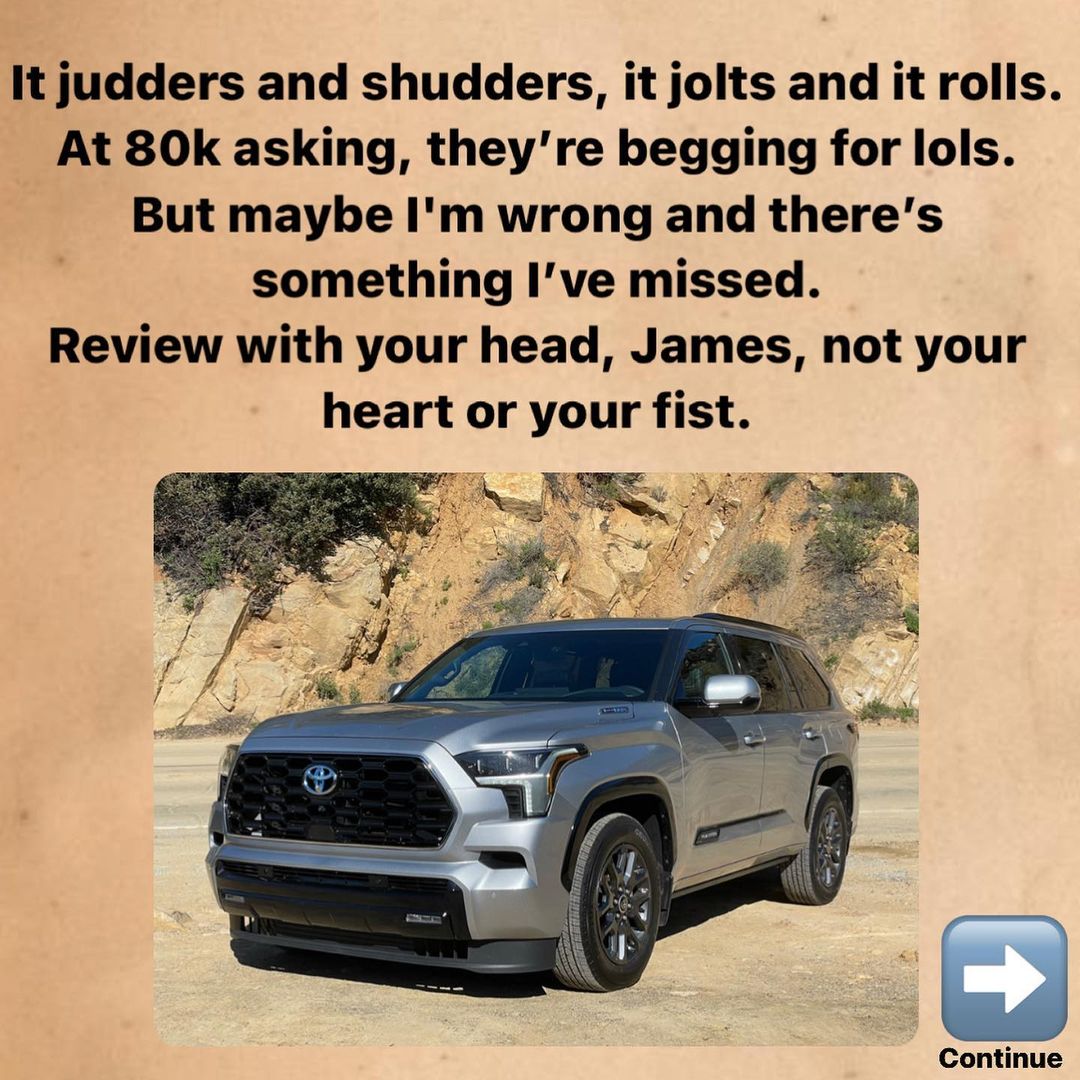 It judders and shudders, it jolts and it rolls.
At 80k asking, they’re begging for lols.
But maybe I'm wrong and there’s
something I’ve missed.
Review with your head, James, not your
heart or your fist.
Continue